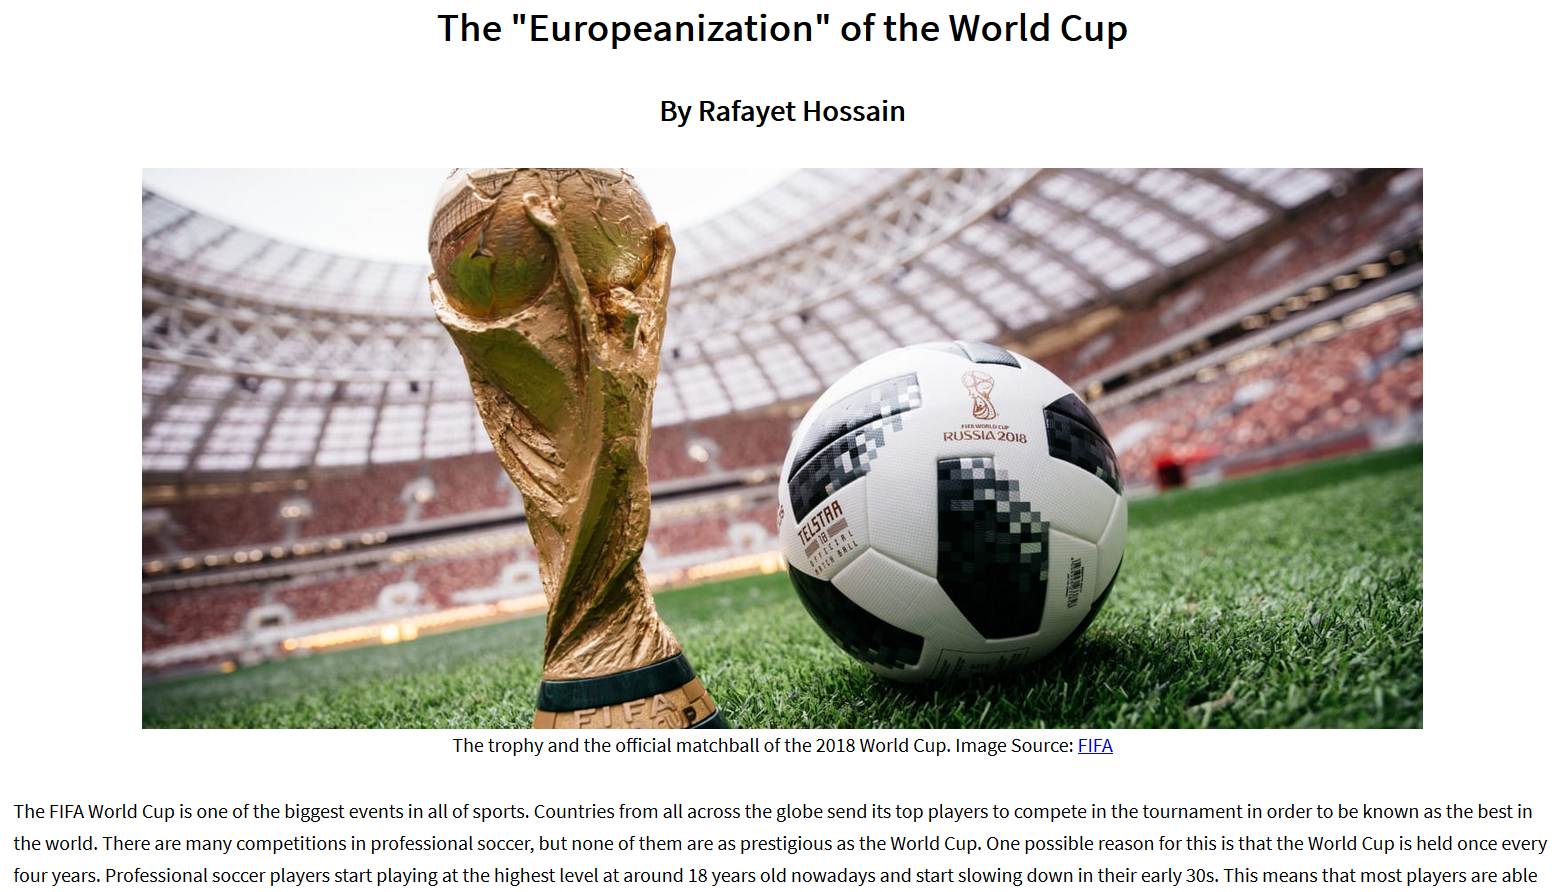 The "Europeanization" of the World Cup
By Rafayet Hossain
FIFA WORLD CUP
RUSSIA 2018
TELSTAR
18
OFFICIAL
MATCH BALL
FIFA
The trophy and the official matchball of the 2018 World Cup. Image Source: FIFA
The FIFA World Cup is one of the biggest events in all of sports. Countries from all across the globe send its top players to compete in the tournament in order to be known as the best in
the world. There are many competitions in professional soccer, but none of them are as prestigious as the World Cup. One possible reason for this is that the World Cup is held once every
four years. Professional soccer players start playing at the highest level at around 18 years old nowadays and start slowing down in their early 30s. This means that most players are able